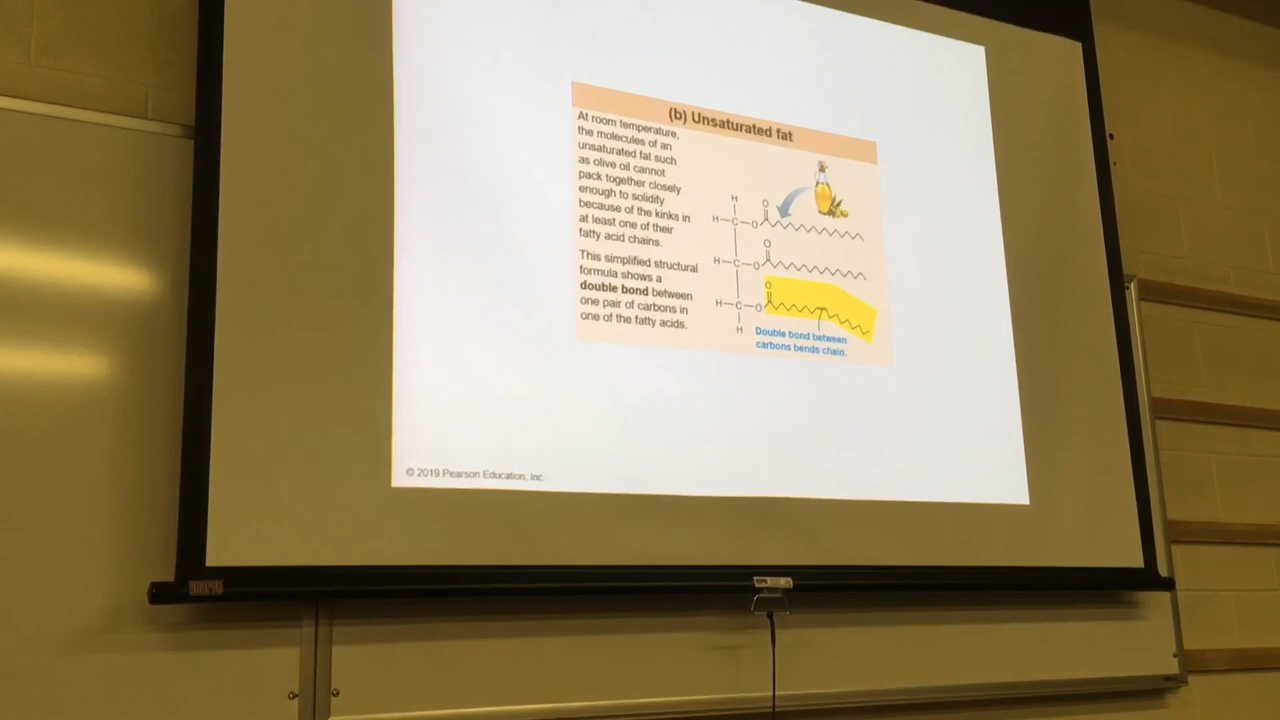 (b) Unsaturated fat
At room temperature,
the molecules of an
unsaturated fat such
as olive oil cannot
pack together closely
enough to solidify
because of the kinks in
at least one of their
fatty acid chains.
This simplified structural
formula shows a
double bond between
one pair of carbons in
one of the fatty acids.
H
O
H C O
O
H C O
O
H C O
H
Double bond between
carbons bends chain.
© 2019 Pearson Education, Inc.
DRAPER